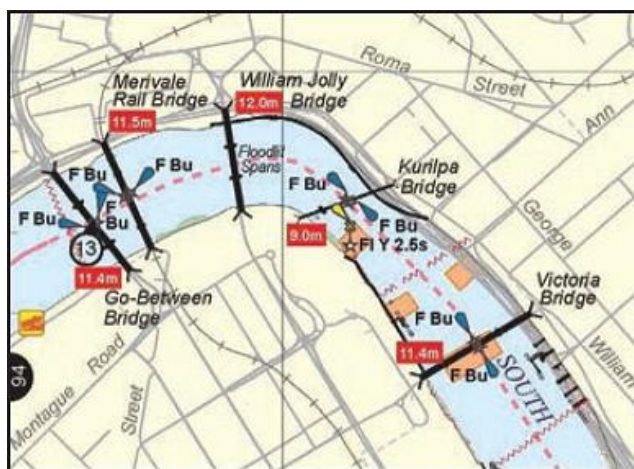 Roma
Street
Ann
Merivale
Rail Bridge
11.5m
William Jolly
12.0m
Bridge
Floodlit
Spans
Kurilpa
Bridge
F Bu
F Bu
F Bu
F Bu
F Bu
9.0m
Fl Y 2.5s
George
13
11.4m
Go-Between
Bridge
Victoria
Bridge
F Bu
11.4m
F Bu
SOUTH
William
94
Montague
Road
Street